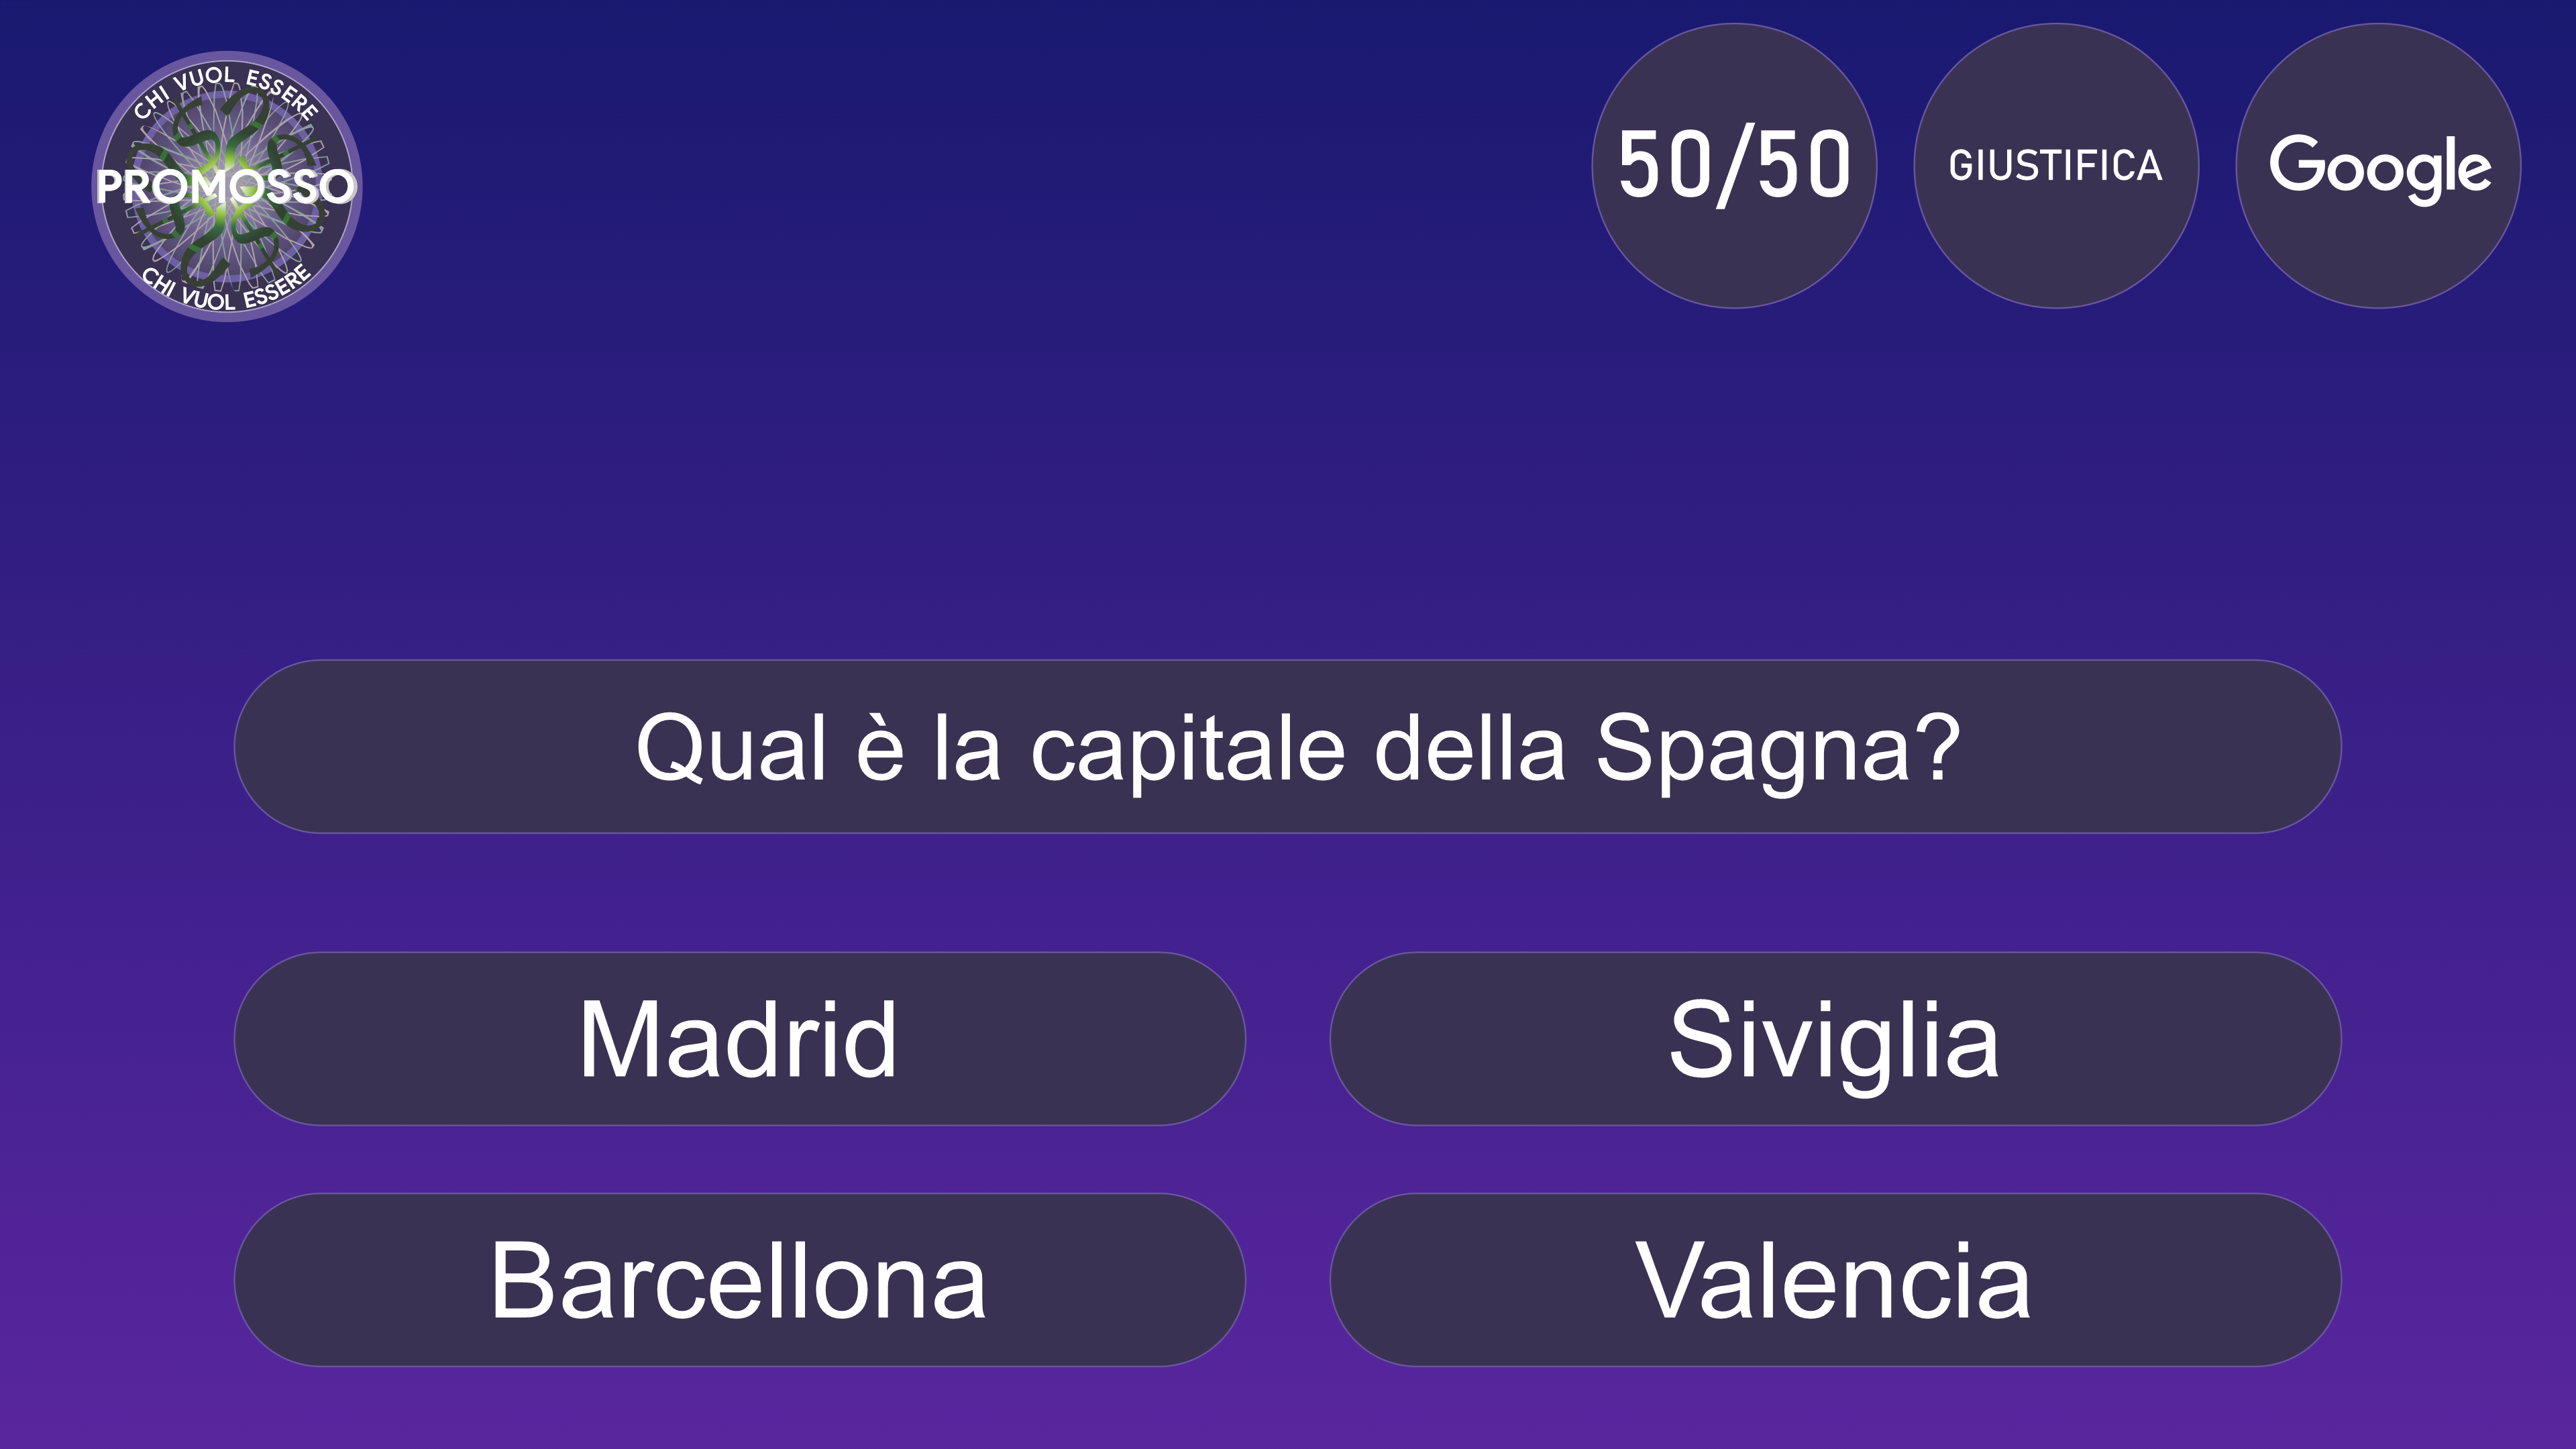 CHI VUOL ESSERE
PROMOSSO
CHI VUOL ESSERE
50/50
GIUSTIFICA
Google
Qual è la capitale della Spagna?
Madrid
Siviglia
Barcellona
Valencia